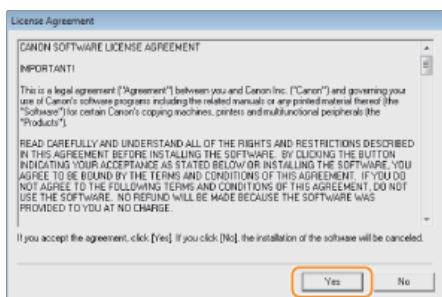 License Agreement
CANON SOFTWARE LICENSE AGREEMENT
IMPORTANT!
This is a legal agreement ("Agreement") between you and Canon Inc. ("Canon") and governing your
use of Canon's software programs including the related manuals or any printed material thereof (the
"Software") for certain Canon's copying machines, printers and multifunctional peripherals (the
"Products").
READ CAREFULLY AND UNDERSTAND ALL OF THE RIGHTS AND RESTRICTIONS DESCRIBED
IN THIS AGREEMENT BEFORE INSTALLING THE SOFTWARE. BY CLICKING THE BUTTON
INDICATING YOUR ACCEPTANCE AS STATED BELOW OR INSTALLING THE SOFTWARE, YOU
AGREE TO BE BOUND BY THE TERMS AND CONDITIONS OF THIS AGREEMENT. IF YOU DO
NOT AGREE TO THE FOLLOWING TERMS AND CONDITIONS OF THIS AGREEMENT, DO NOT
USE THE SOFTWARE. NO REFUND WILL BE MADE BECAUSE THE SOFTWARE WAS
PROVIDED TO YOU AT NO CHARGE.
If you accept the agreement, click [Yes]. If you click [No], the installation of the software will be canceled.
Yes
No